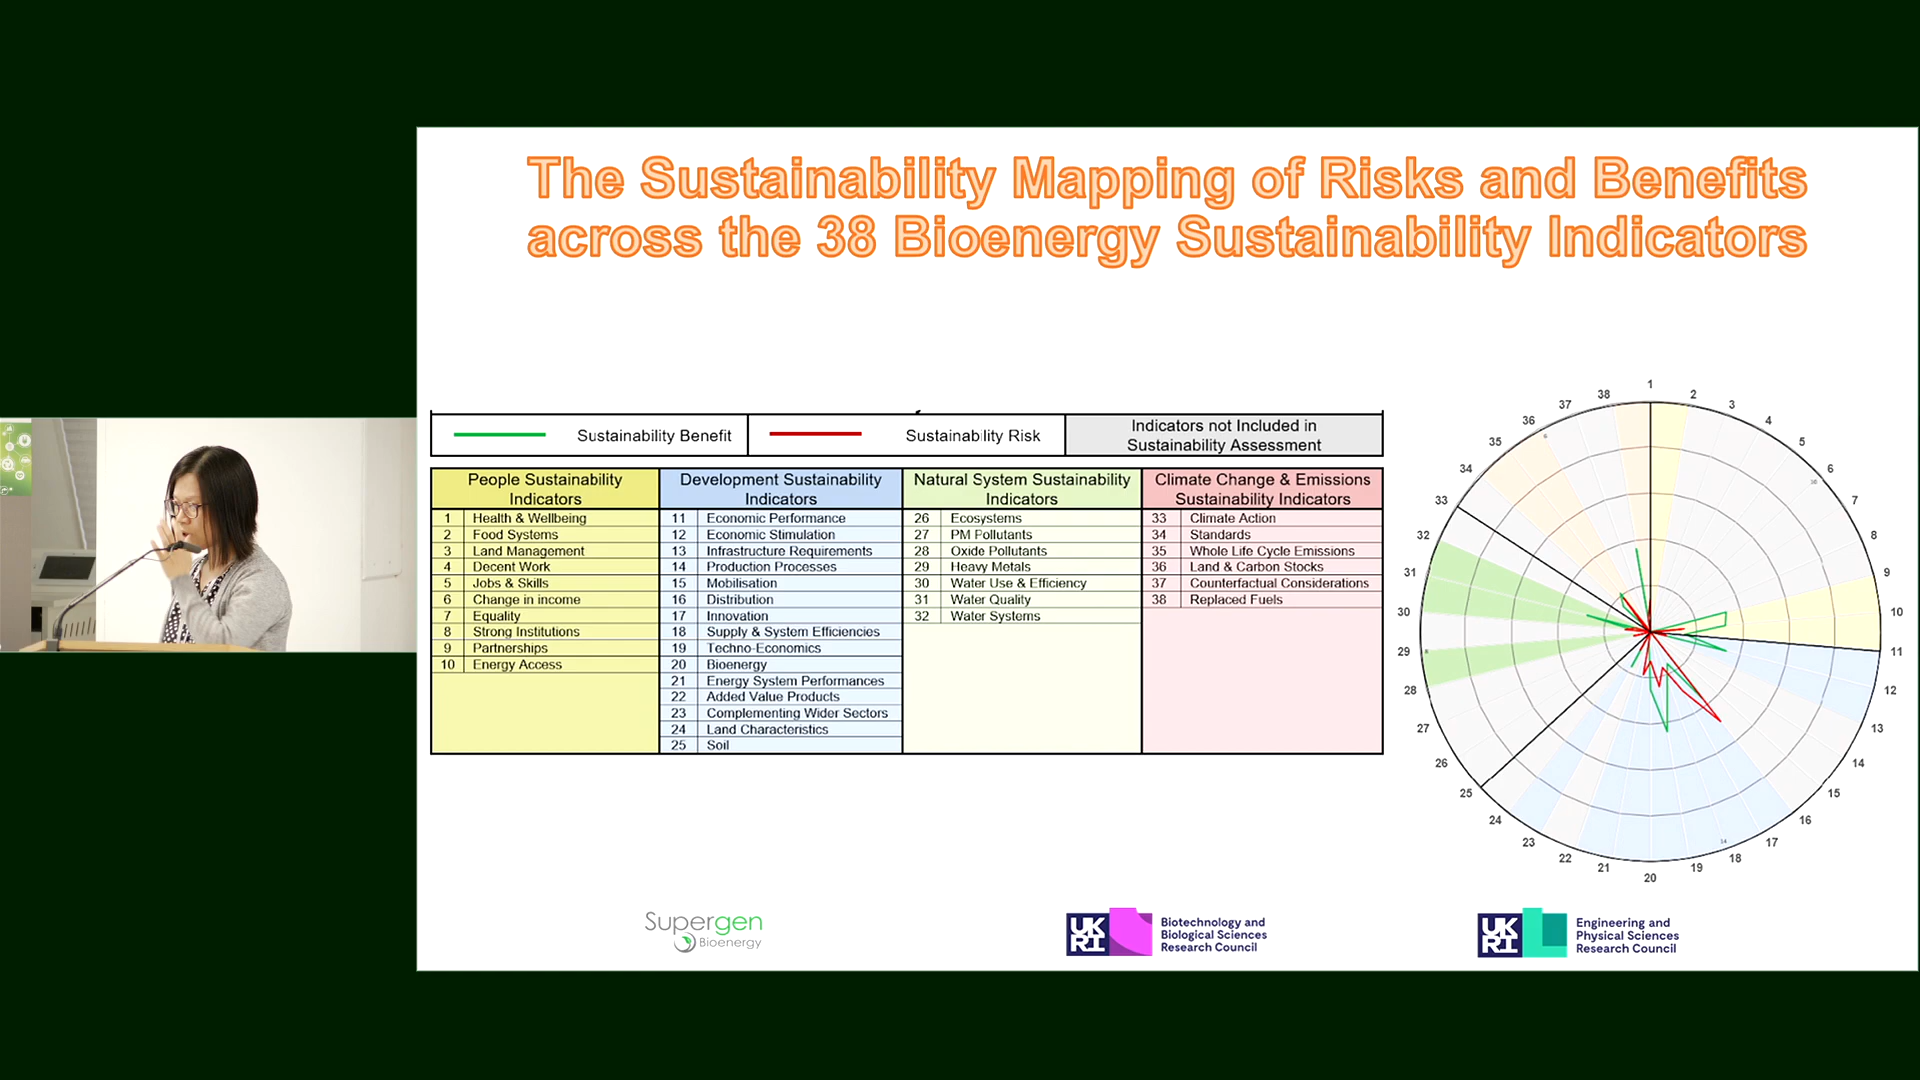 The Sustainability Mapping of Risks and Benefits
across the 38 Bioenergy Sustainability Indicators
Sustainability Benefit
Sustainability Risk
Indicators not Included in
Sustainability Assessment
People Sustainability
Indicators
1 Health & Wellbeing
2 Food Systems
3 Land Management
4 Decent Work
5 Jobs & Skills
6 Change in income
7 Equality
8 Strong Institutions
9 Partnerships
10 Energy Access
Development Sustainability
Indicators
11 Economic Performance
12 Economic Stimulation
13 Infrastructure Requirements
14 Production Processes
15 Mobilisation
16 Distribution
17 Innovation
18 Supply & System Efficiencies
19 Techno-Economics
20 Bioenergy
21 Energy System Performances
22 Added Value Products
23 Complementing Wider Sectors
24 Land Characteristics
25 Soil
Natural System Sustainability
Indicators
26 Ecosystems
27 PM Pollutants
28 Oxide Pollutants
29 Heavy Metals
30 Water Use & Efficiency
31 Water Quality
32 Water Systems
Climate Change & Emissions
Sustainability Indicators
33 Climate Action
34 Standards
35 Whole Life Cycle Emissions
36 Land & Carbon Stocks
37 Counterfactual Considerations
38 Replaced Fuels
1
2
3
4
5
6
7
8
9
10
11
12
13
14
15
16
17
18
19
20
21
22
23
24
25
26
27
28
29
30
31
32
33
34
35
36
37
38
Supergen
Bioenergy
UK
RI
Biotechnology and
Biological Sciences
Research Council
UK
RI
Engineering and
Physical Sciences
Research Council